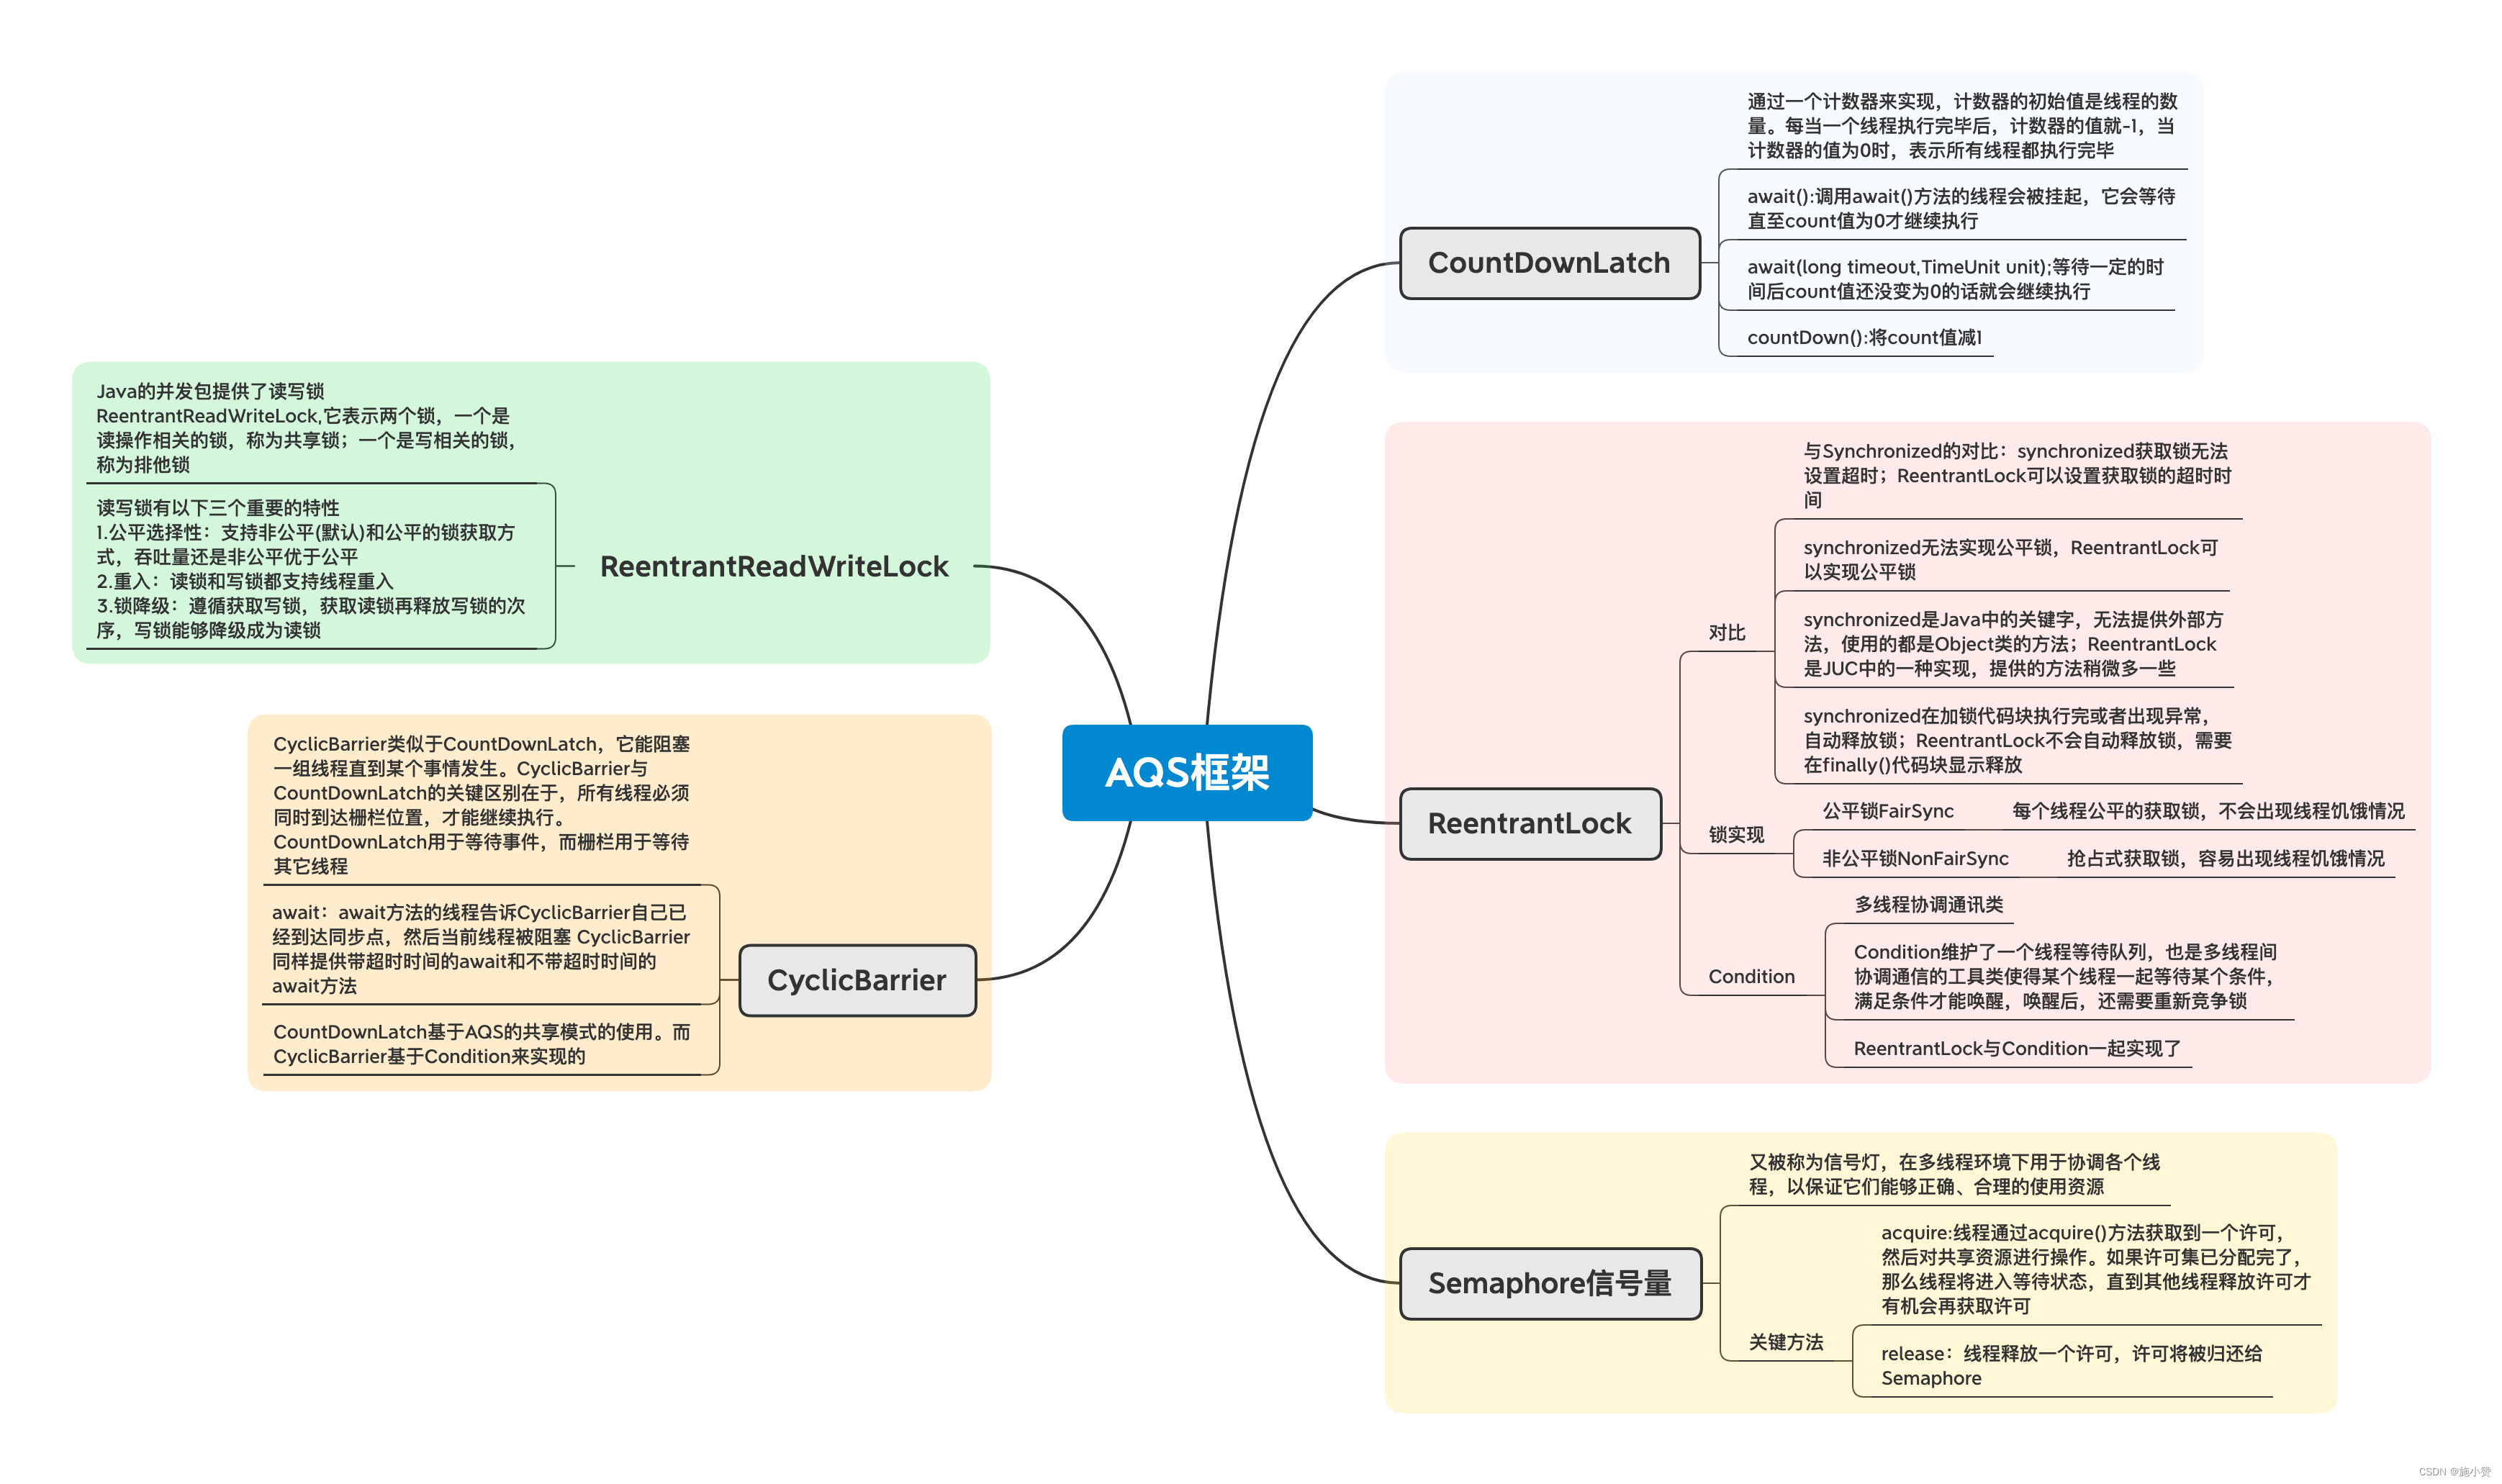 AQS框架
CountDownLatch
通过一个计数器来实现，计数器的初始值是线程的数
量。每当一个线程执行完毕后，计数器的值就-1，当
计数器的值为0时，表示所有线程都执行完毕
await():调用await()方法的线程会被挂起，它会等待
直至count值为0才继续执行
await(long timeout,TimeUnit unit);等待一定的时
间后count值还没变为0的话就会继续执行
countDown():将count值减1
ReentrantLock
对比
与Synchronized的对比：synchronized获取锁无法
设置超时；ReentrantLock可以设置获取锁的超时时
间
synchronized无法实现公平锁，ReentrantLock可
以实现公平锁
synchronized是Java中的关键字，无法提供外部方
法，使用的都是Object类的方法；ReentrantLock
是JUC中的一种实现，提供的方法稍微多一些
synchronized在加锁代码块执行完或者出现异常，
自动释放锁；ReentrantLock不会自动释放锁，需要
在finally()代码块显示释放
锁实现
公平锁FairSync
每个线程公平的获取锁，不会出现线程饥饿情况
非公平锁NonFairSync
抢占式获取锁，容易出现线程饥饿情况
Condition
多线程协调通讯类
Condition维护了一个线程等待队列，也是多线程间
协调通信的工具类使得某个线程一起等待某个条件，
满足条件才能唤醒，唤醒后，还需要重新竞争锁
ReentrantLock与Condition一起实现了
Semaphore信号量
又被称为信号灯，在多线程环境下用于协调各个线
程，以保证它们能够正确、合理的使用资源
关键方法
acquire:线程通过acquire()方法获取到一个许可，
然后对共享资源进行操作。如果许可集已分配完了，
那么线程将进入等待状态，直到其他线程释放许可才
有机会再获取许可
release：线程释放一个许可，许可将被归还给
Semaphore
ReentrantReadWriteLock
Java的并发包提供了读写锁
ReentrantReadWriteLock,它表示两个锁，一个是
读操作相关的锁，称为共享锁；一个是写相关的锁，
称为排他锁
读写锁有以下三个重要的特性
1.公平选择性：支持非公平(默认)和公平的锁获取方
式，吞吐量还是非公平优于公平
2.重入：读锁和写锁都支持线程重入
3.锁降级：遵循获取写锁，获取读锁再释放写锁的次
序，写锁能够降级成为读锁
CyclicBarrier
CyclicBarrier类似于CountDownLatch，它能阻塞
一组线程直到某个事情发生。CyclicBarrier与
CountDownLatch的关键区别在于，所有线程必须
同时到达栅栏位置，才能继续执行。
CountDownLatch用于等待事件，而栅栏用于等待
其它线程
await：await方法的线程告诉CyclicBarrier自己已
经到达同步点，然后当前线程被阻塞 CyclicBarrier
同样提供带超时时间的await和不带超时时间的
await方法
CountDownLatch基于AQS的共享模式的使用。而
CyclicBarrier基于Condition来实现的
CSDN @施小赞